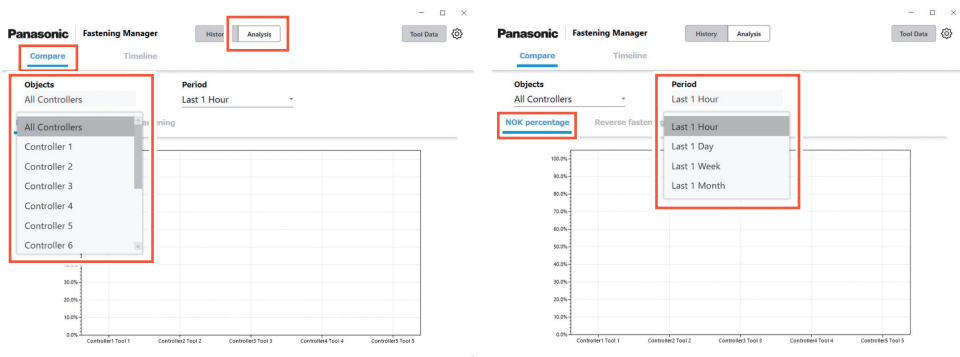 Panasonic Fastening Manager History Analysis Tool Data
Compare Timeline
Objects Period
All Controllers Last 1 Hour
All Controllers
Controller 1
Controller 2
Controller 3
Controller 4
Controller 5
Controller 6
30.0%
20.0%
10.0%
0.0%
Controller1 Tool 1 Controller2 Tool 2 Controller3 Tool 3 Controller4 Tool 4 Controller5 Tool 5
Panasonic Fastening Manager History Analysis Tool Data
Compare Timeline
Objects Period
All Controllers Last 1 Hour
NOK percentage Reverse fasten
Last 1 Hour
Last 1 Day
Last 1 Week
Last 1 Month
100.0%
90.0%
80.0%
70.0%
60.0%
50.0%
40.0%
30.0%
20.0%
10.0%
0.0%
Controller1 Tool 1 Controller2 Tool 2 Controller3 Tool 3 Controller4 Tool 4 Controller5 Tool 5